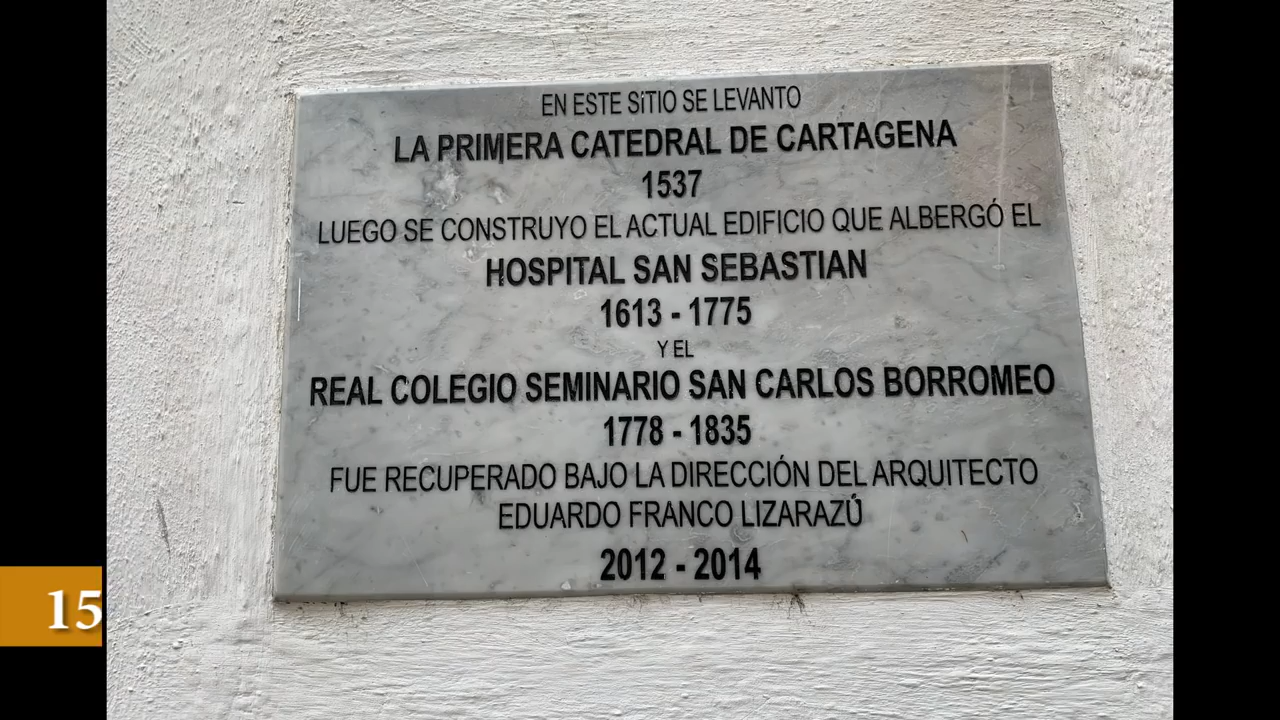 EN ESTE SíTIO SE LEVANTO
LA PRIMERA CATEDRAL DE CARTAGENA
1537
LUEGO SE CONSTRUYO EL ACTUAL EDIFICIO QUE ALBERGÓ EL
HOSPITAL SAN SEBASTIAN
1613 - 1775
Y EL
REAL COLEGIO SEMINARIO SAN CARLOS BORROMEO
1778 - 1835
FUE RECUPERADO BAJO LA DIRECCIÓN DEL ARQUITECTO
EDUARDO FRANCO LIZARAZÚ
2012 - 2014
15